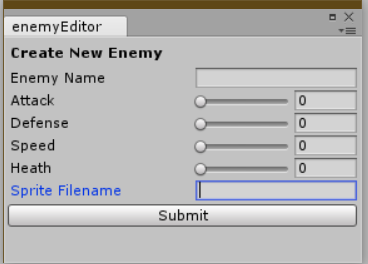 enemyEditor
Create New Enemy
Enemy Name
Attack 0
Defense 0
Speed 0
Heath 0
Sprite Filename
Submit